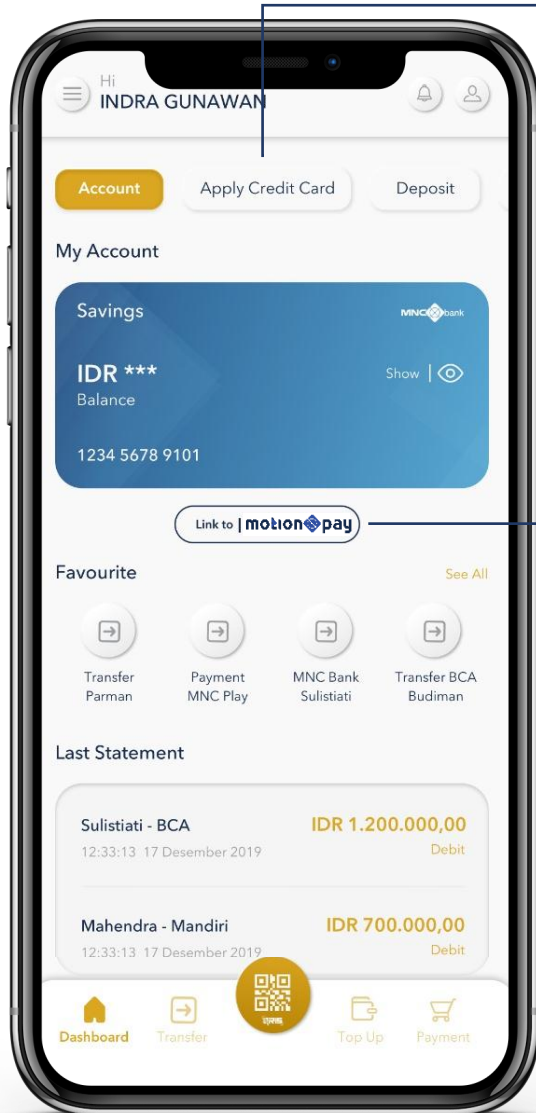 Hi
INDRA GUNAWAN
Account
Apply Credit Card
Deposit
My Account
Savings
MNC bank
IDR ***
Show
Balance
1234 5678 9101
Link to | motion pay
Favourite
See All
Transfer
Parman
Payment
MNC Play
MNC Bank
Sulistiati
Transfer BCA
Budiman
Last Statement
Sulistiati - BCA
IDR 1.200.000,00
12:33:13 17 Desember 2019
Debit
Mahendra - Mandiri
IDR 700.000,00
12:33:13 17 Desember 2019
Debit
Dashboard
Transfer
Top Up
Payment